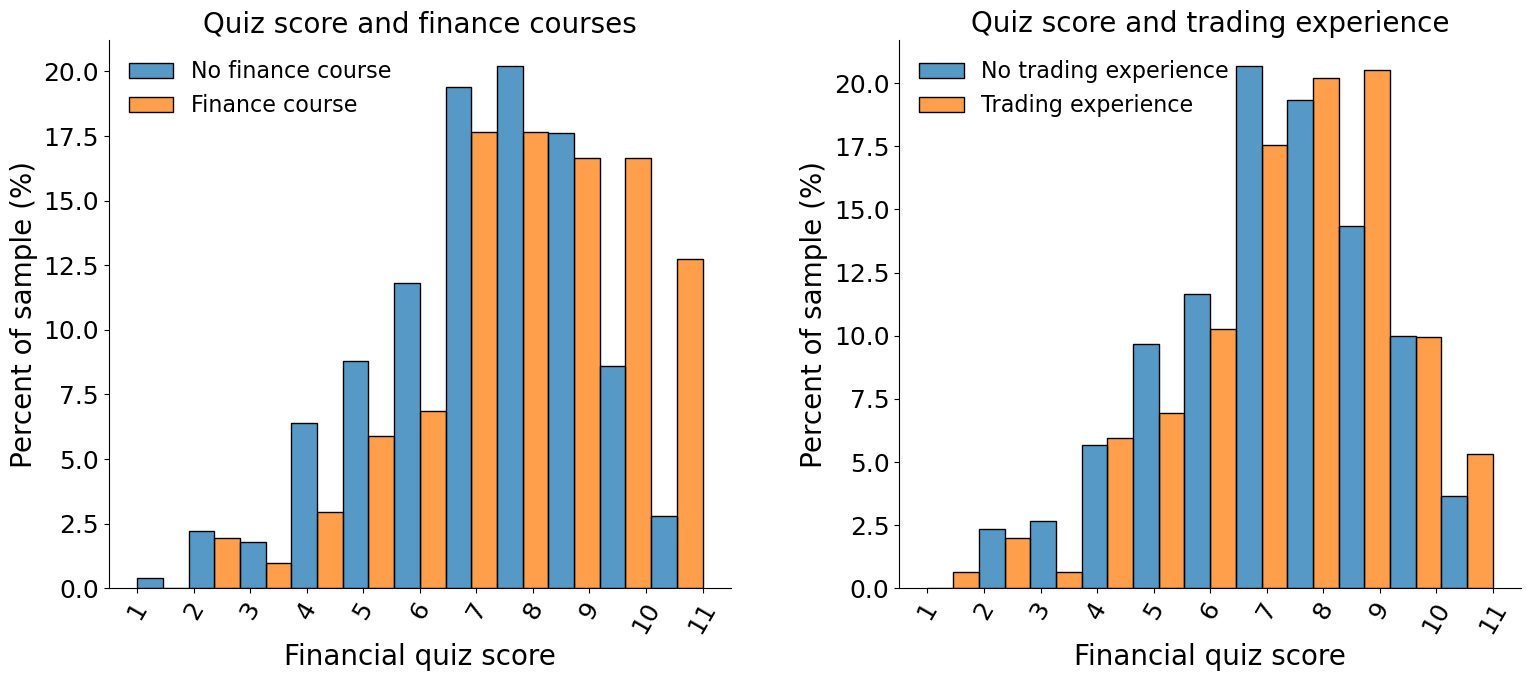 Quiz score and finance courses
No finance course
Finance course
Percent of sample (%)
20.0
17.5
15.0
12.5
10.0
7.5
5.0
2.5
0.0
1 2 3 4 5 6 7 8 9 10 11
Financial quiz score
Quiz score and trading experience
No trading experience
Trading experience
Percent of sample (%)
20.0
17.5
15.0
12.5
10.0
7.5
5.0
2.5
0.0
1 2 3 4 5 6 7 8 9 10 11
Financial quiz score